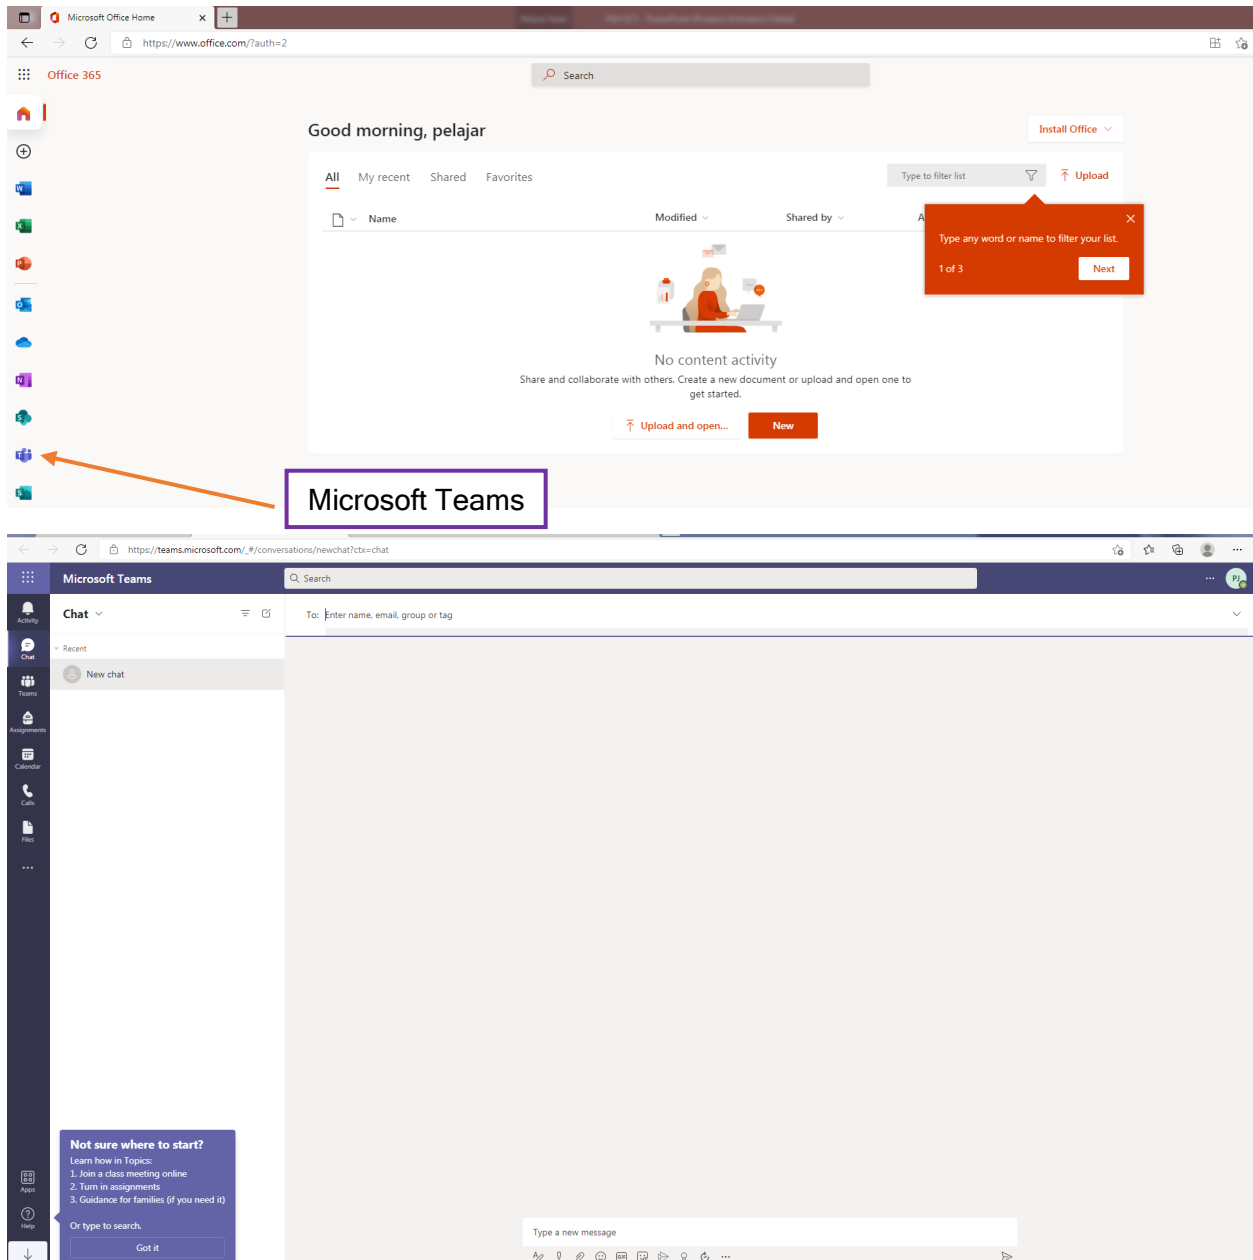 Microsoft Office Home
https://www.office.com/?auth=2
Office 365
Search
Good morning, pelajar
Install Office
All My recent Shared Favorites
Type to filter list
Upload
Name Modified Shared by A
Type any word or name to filter your list.
1 of 3
Next
No content activity
Share and collaborate with others. Create a new document or upload and open one to
get started.
Upload and open...
New
Microsoft Teams
https://teams.microsoft.com/_#/conversations/newchat?ctx=chat
Microsoft Teams
Search
PJ
Activity
Chat
To: Enter name, email, group or tag
Chat
Recent
New chat
Teams
Assignments
Calendar
Calls
Files
Not sure where to start?
Learn how in Topics:
1. Join a class meeting online
2. Turn in assignments
3. Guidance for families (if you need it)
Or type to search.
Got it
Apps
Help
Type a new message
GIF